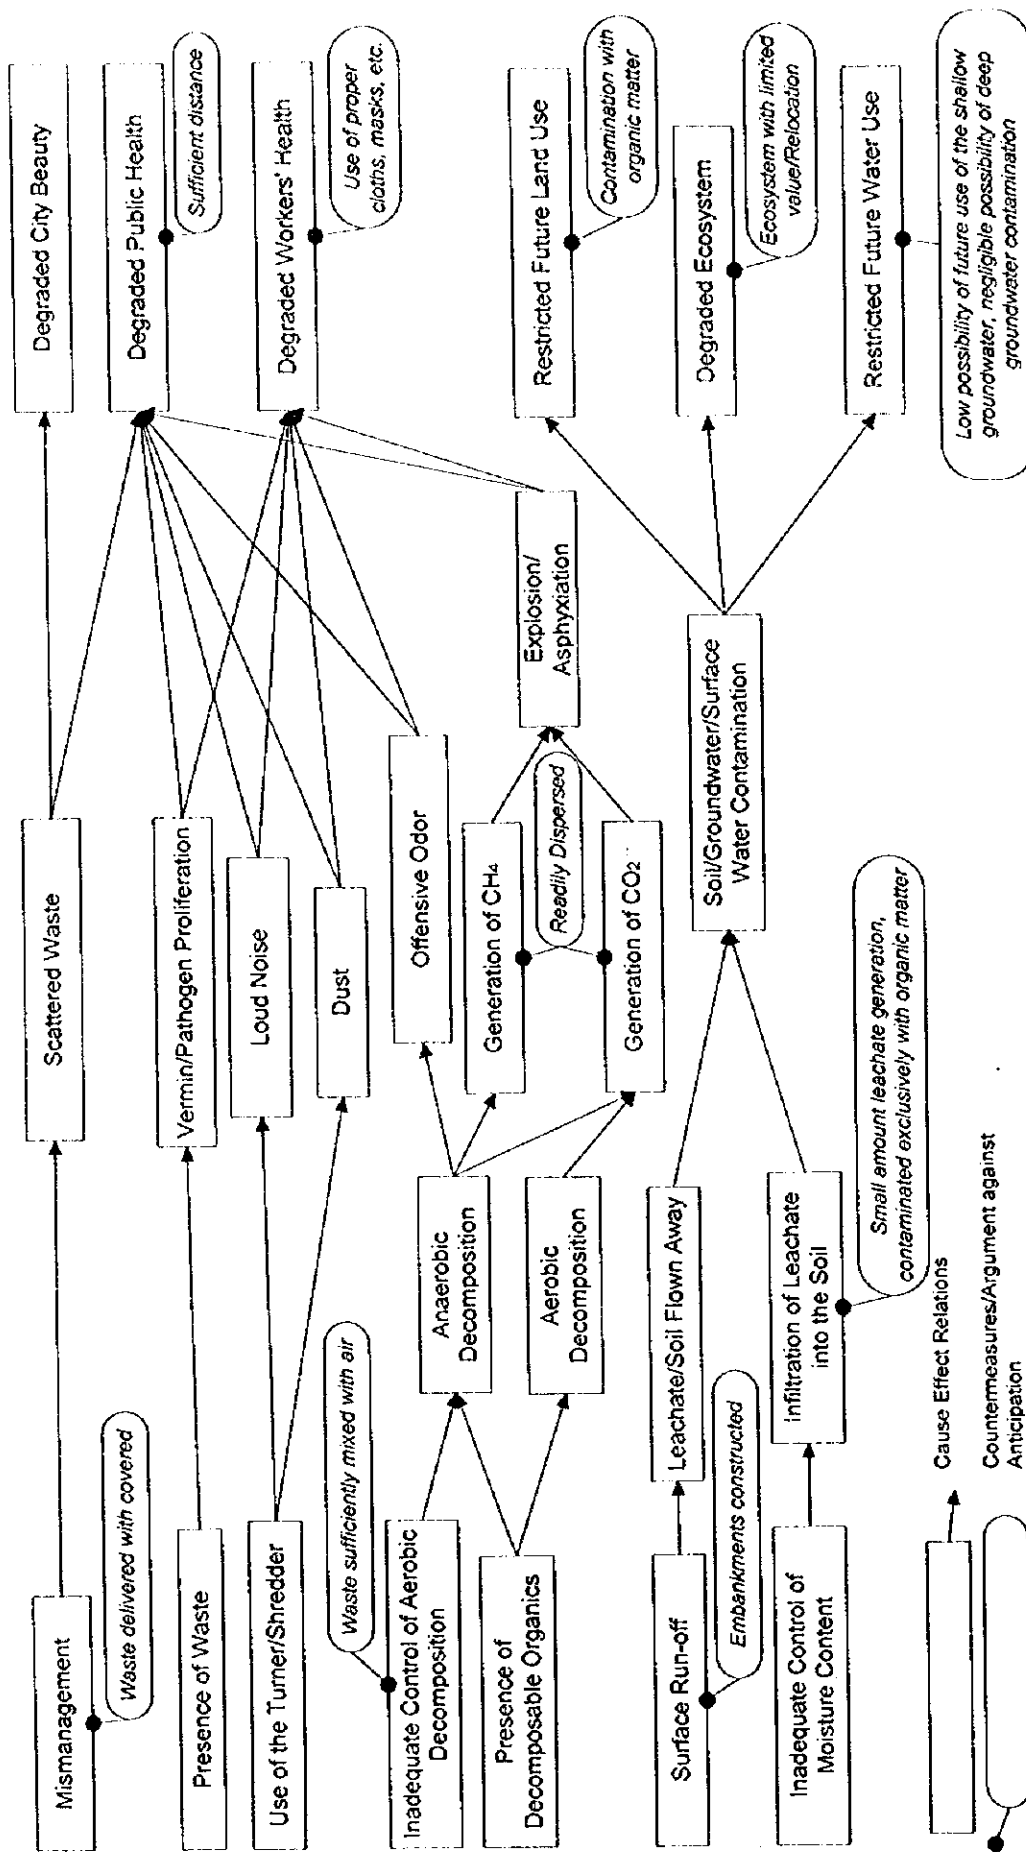 Mismanagement
Waste delivered with covered
Presence of Waste
Use of the Turner/Shredder
Waste sufficiently mixed with air
Inadequate Control of Aerobic
Decomposition
Presence of
Decomposable Organics
Surface Run-off
Embankments constructed
Inadequate Control of
Moisture Content
Scattered Waste
Vermin/Pathogen Proliferation
Loud Noise
Dust
Anaerobic
Decomposition
Aerobic
Decomposition
Offensive Odor
Generation of CH4
Readily Dispersed
Generation of CO2
Explosion/
Asphyxiation
Leachate/Soil Flown Away
Infiltration of Leachate
into the Soil
Small amount leachate generation,
contaminated exclusively with organic matter
Soil/Groundwater/Surface
Water Contamination
Degraded City Beauty
Degraded Public Health
Sufficient distance
Degraded Workers' Health
Use of proper
cloths, masks, etc.
Restricted Future Land Use
Contamination with
organic matter
Degraded Ecosystem
Ecosystem with limited
value/Relocation
Restricted Future Water Use
Low possibility of future use of the shallow
groundwater, negligible possibility of deep
groundwater contamination
Cause Effect Relations
Countermeasures/Argument against
Anticipation